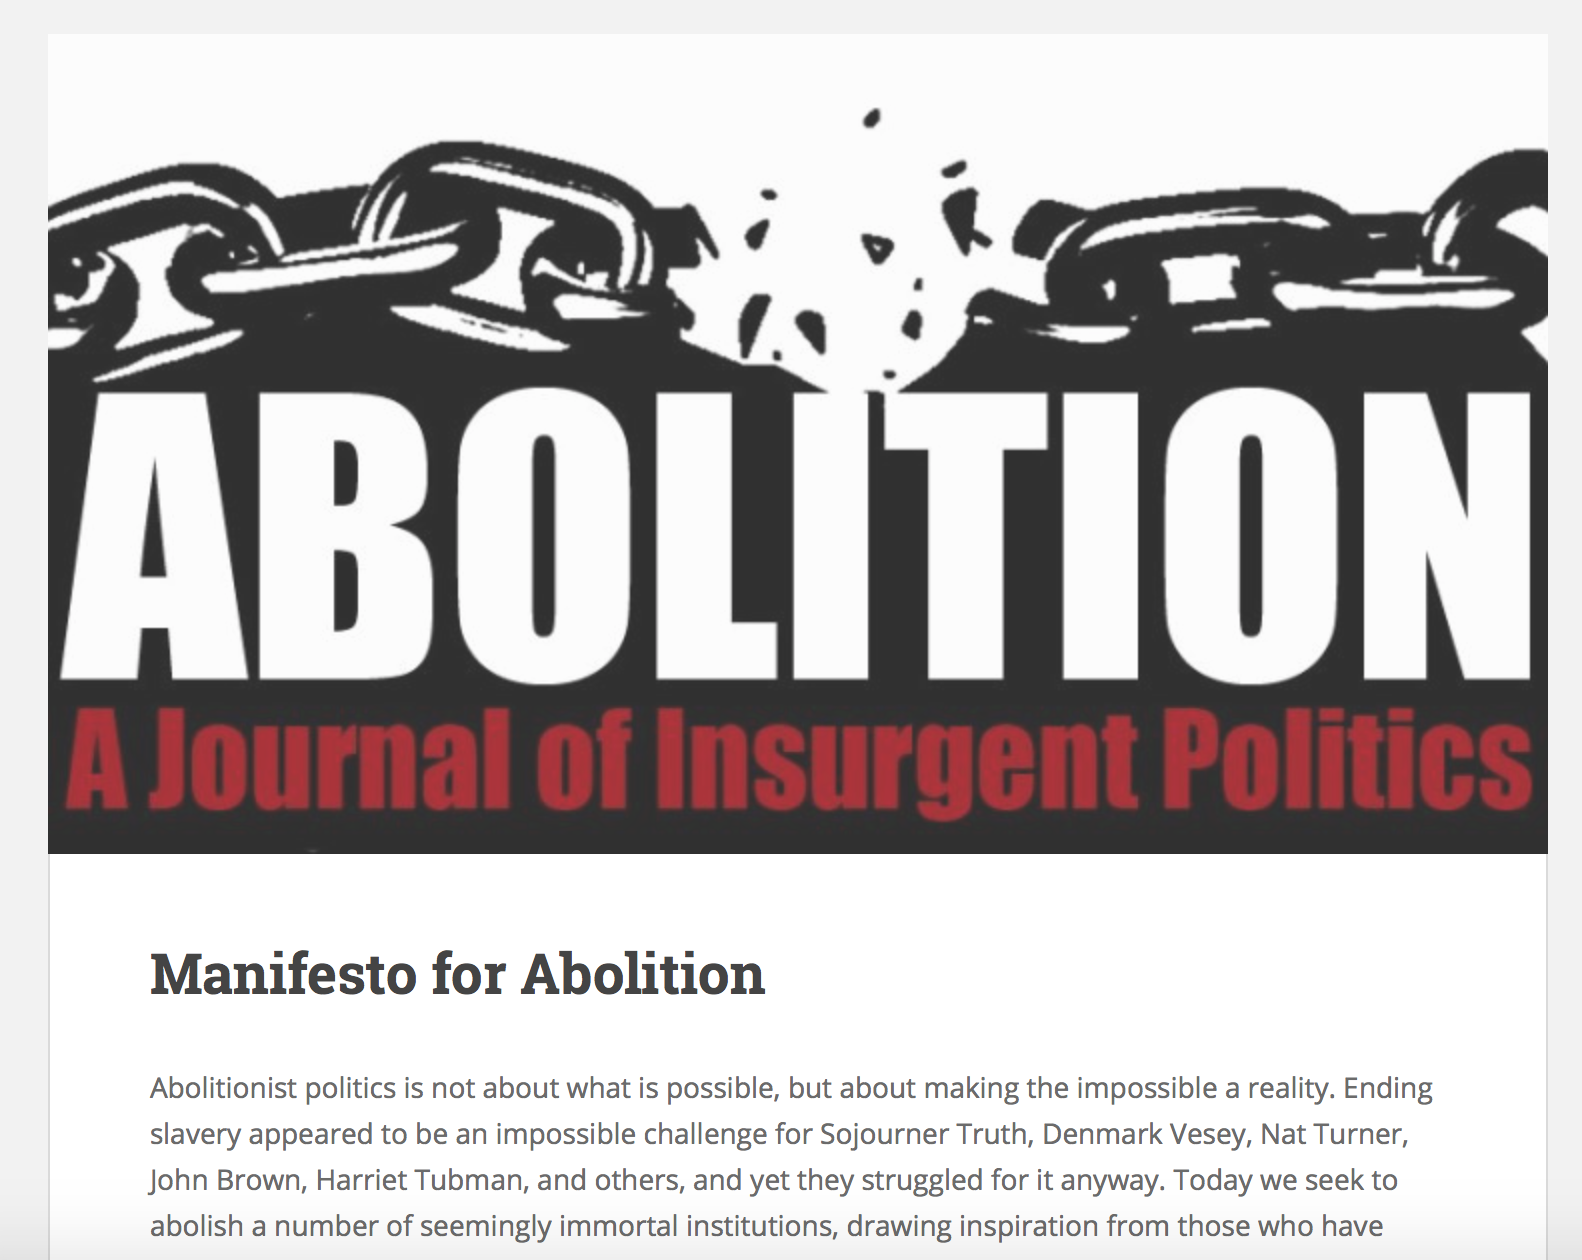 ABOLITION
A Journal of Insurgent Politics
Manifesto for Abolition
Abolitionist politics is not about what is possible, but about making the impossible a reality. Ending
slavery appeared to be an impossible challenge for Sojourner Truth, Denmark Vesey, Nat Turner,
John Brown, Harriet Tubman, and others, and yet they struggled for it anyway. Today we seek to
abolish a number of seemingly immortal institutions, drawing inspiration from those who have